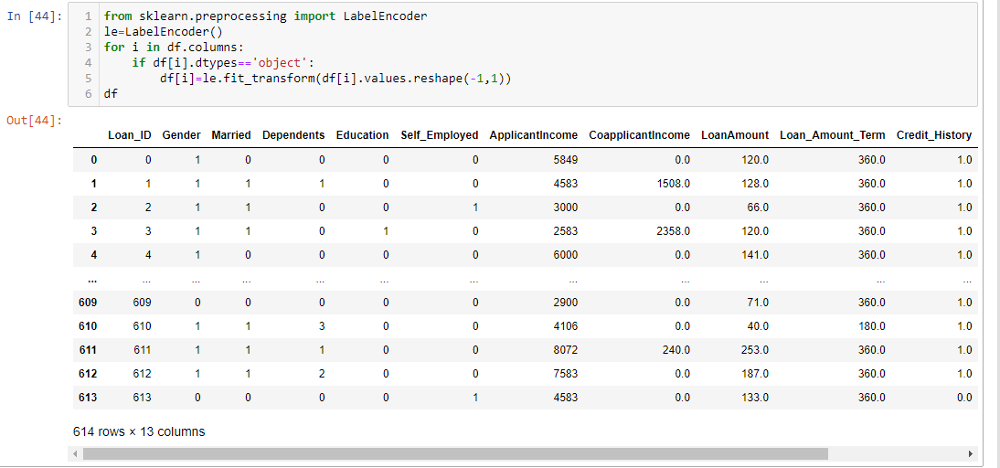 In [44]:
1 from sklearn.preprocessing import LabelEncoder
2 le=LabelEncoder()
3 for i in df.columns:
4     if df[i].dtypes=='object':
5         df[i]=le.fit_transform(df[i].values.reshape(-1,1))
6 df
Out[44]:
Loan_ID Gender Married Dependents Education Self_Employed ApplicantIncome CoapplicantIncome LoanAmount Loan_Amount_Term Credit_History
0 0 1 0 0 0 0 5849 0.0 120.0 360.0 1.0
1 1 1 1 1 0 0 4583 1508.0 128.0 360.0 1.0
2 2 1 1 0 0 1 3000 0.0 66.0 360.0 1.0
3 3 1 1 0 1 0 2583 2358.0 120.0 360.0 1.0
4 4 1 0 0 0 0 6000 0.0 141.0 360.0 1.0
... ... ... ... ... ... ... ... ... ... ... ...
609 609 0 0 0 0 0 2900 0.0 71.0 360.0 1.0
610 610 1 1 3 0 0 4106 0.0 40.0 180.0 1.0
611 611 1 1 1 0 0 8072 240.0 253.0 360.0 1.0
612 612 1 1 2 0 0 7583 0.0 187.0 360.0 1.0
613 613 0 0 0 0 1 4583 0.0 133.0 360.0 0.0
614 rows × 13 columns